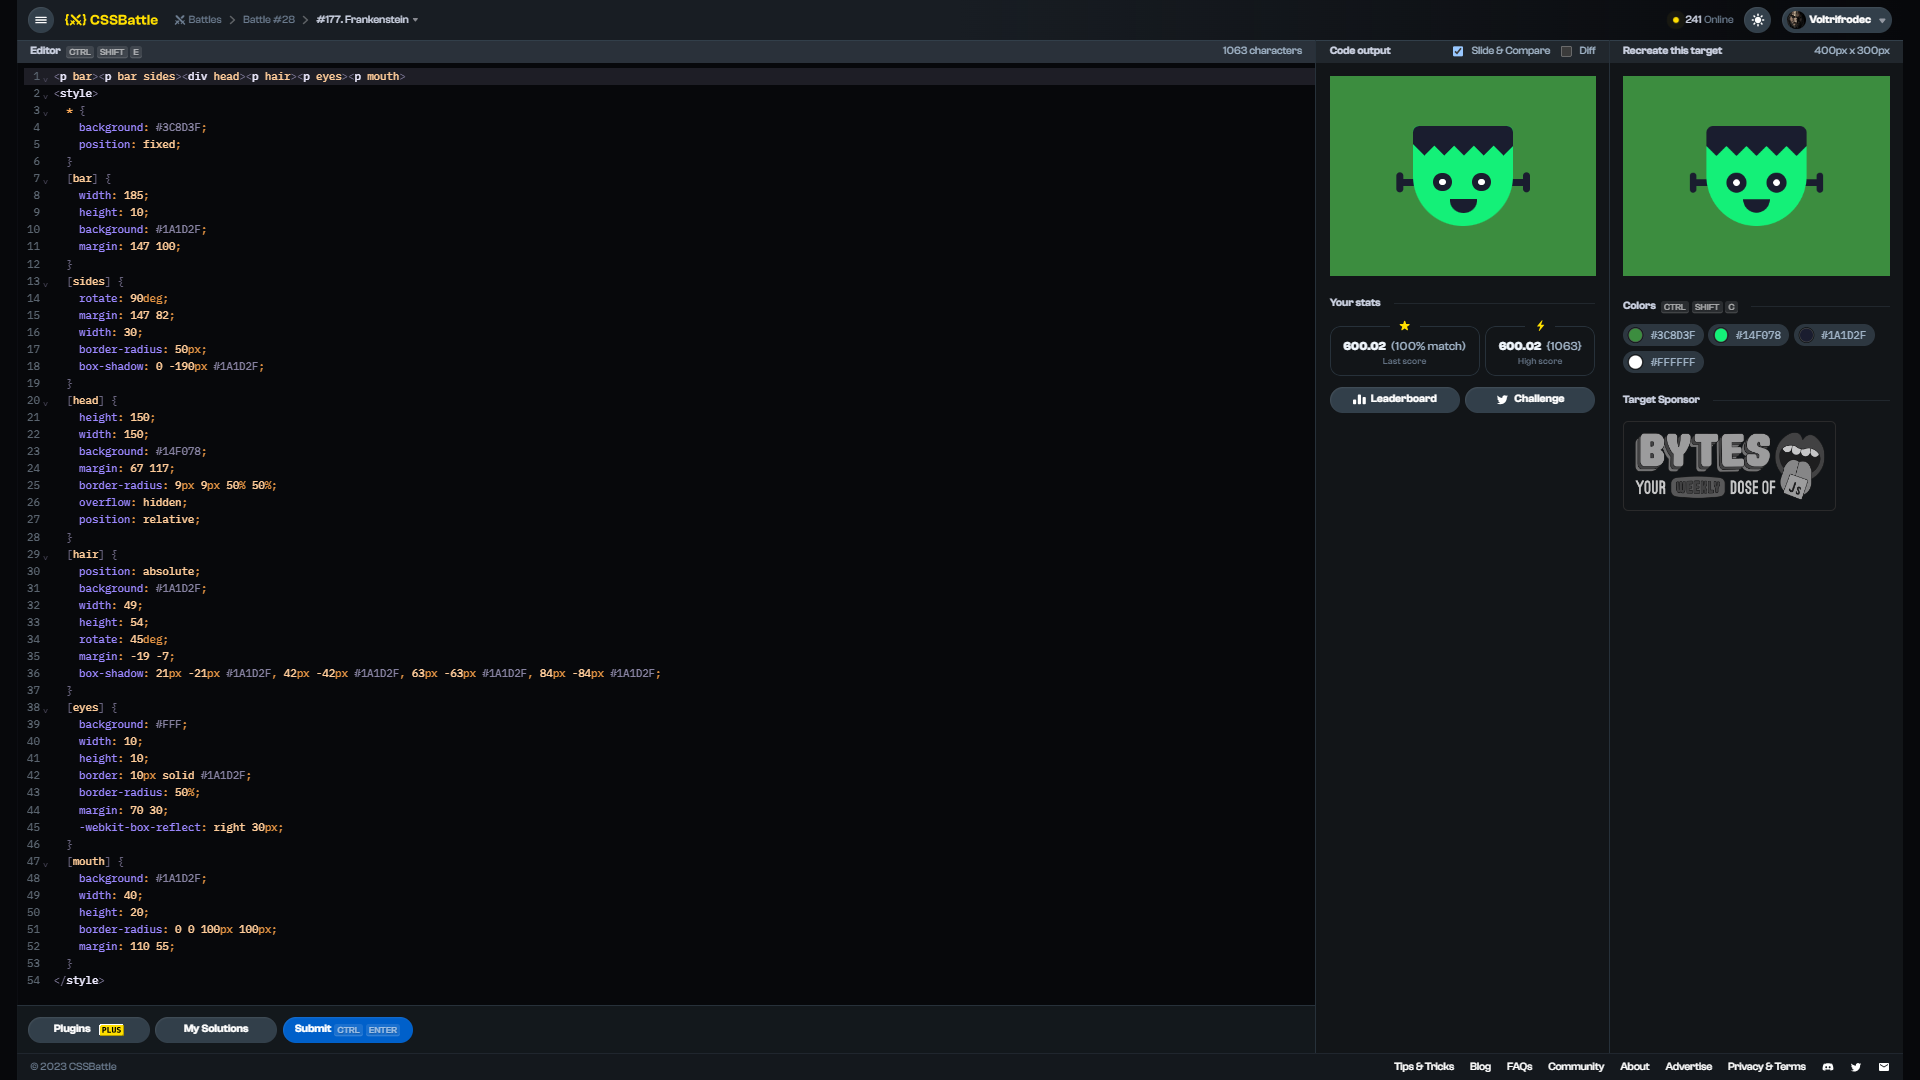 CSSBattle
Battles > Battle #28 > #177. Frankenstein
241 Online
Voltrifrodec
Editor CTRL SHIFT E
1063 characters
1 <p bar><p bar sides><div head><p hair><p eyes><p mouth>
2 <style>
3 * {
4 background: #3C8D3F;
5 position: fixed;
6 }
7 [bar] {
8 width: 185;
9 height: 10;
10 background: #1A1D2F;
11 margin: 147 100;
12 }
13 [sides] {
14 rotate: 90deg;
15 margin: 147 82;
16 width: 30;
17 border-radius: 50px;
18 box-shadow: 0 -190px #1A1D2F;
19 }
20 [head] {
21 height: 150;
22 width: 150;
23 background: #14F078;
24 margin: 67 117;
25 border-radius: 9px 9px 50% 50%;
26 overflow: hidden;
27 position: relative;
28 }
29 [hair] {
30 position: absolute;
31 background: #1A1D2F;
32 width: 49;
33 height: 54;
34 rotate: 45deg;
35 margin: -19 -7;
36 box-shadow: 21px -21px #1A1D2F, 42px -42px #1A1D2F, 63px -63px #1A1D2F, 84px -84px #1A1D2F;
37 }
38 [eyes] {
39 background: #FFF;
40 width: 10;
41 height: 10;
42 border: 10px solid #1A1D2F;
43 border-radius: 50%;
44 margin: 70 30;
45 -webkit-box-reflect: right 30px;
46 }
47 [mouth] {
48 background: #1A1D2F;
49 width: 40;
50 height: 20;
51 border-radius: 0 0 100px 100px;
52 margin: 110 55;
53 }
54 </style>
Plugins PLUS
My Solutions
Submit CTRL ENTER
Code output
Slide & Compare
Diff
Your stats
600.02 (100% match)
Last score
600.02 {1063}
High score
Leaderboard
Challenge
Recreate this target
400px x 300px
Colors CTRL SHIFT C
#3C8D3F
#14F078
#1A1D2F
#FFFFFF
Target Sponsor
BYTES
YOUR WEEKLY DOSE OF JS
© 2023 CSSBattle
Tips & Tricks
Blog
FAQs
Community
About
Advertise
Privacy & Terms